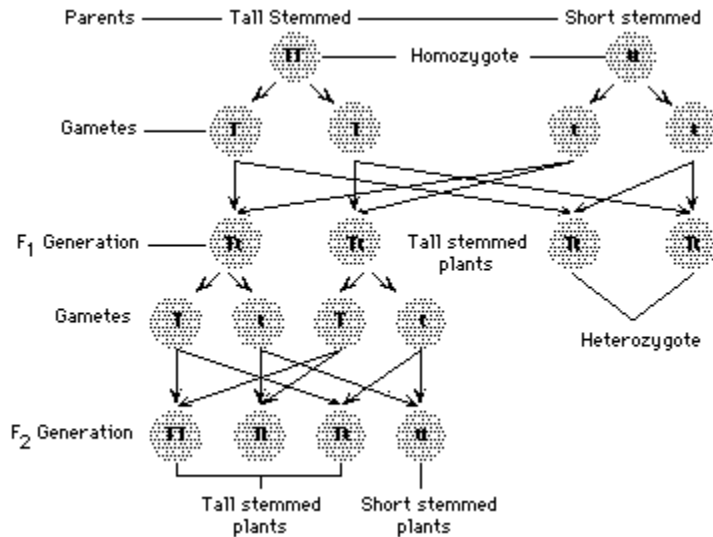 Parents Tall Stemmed Short stemmed
TT Homozygote tt
Gametes T T t t
F1 Generation Tt Tt Tall stemmed plants Tt Tt
Gametes T t T t
Heterozygote
F2 Generation TT Tt Tt tt
Tall stemmed plants Short stemmed plants